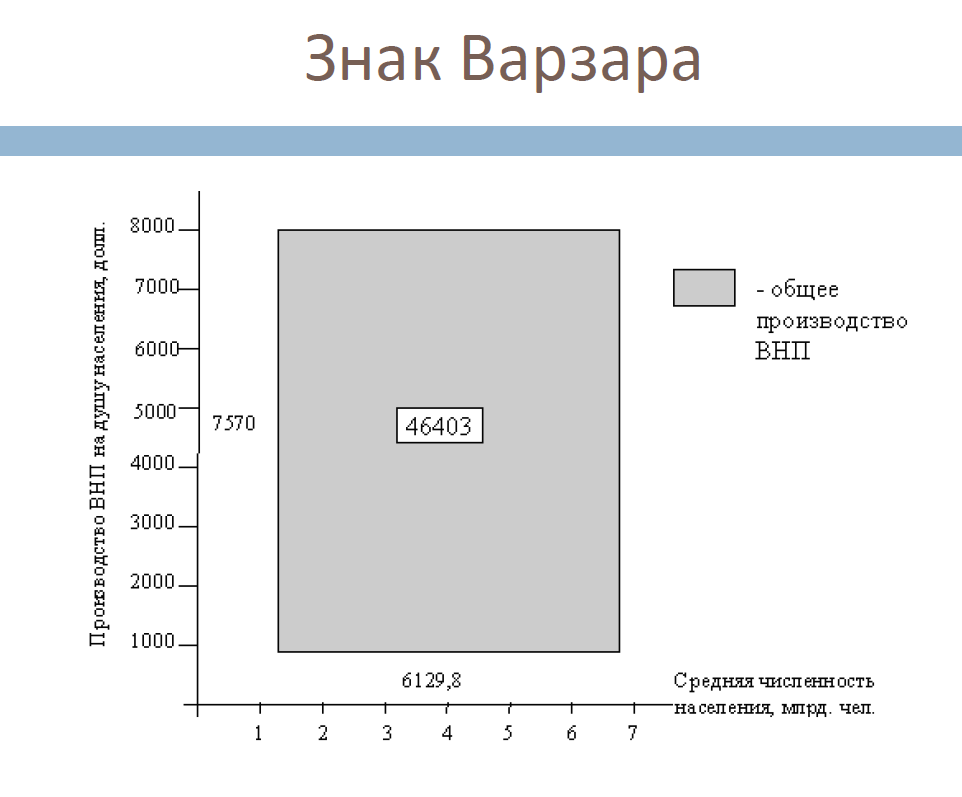 Знак Варзара
Производство ВНП на душу населения, долл.
8000
7000
6000
5000
4000
3000
2000
1000
7570
46403
- общее
производство
ВНП
6129,8
Средняя численность
населения, млрд. чел.
1 2 3 4 5 6 7